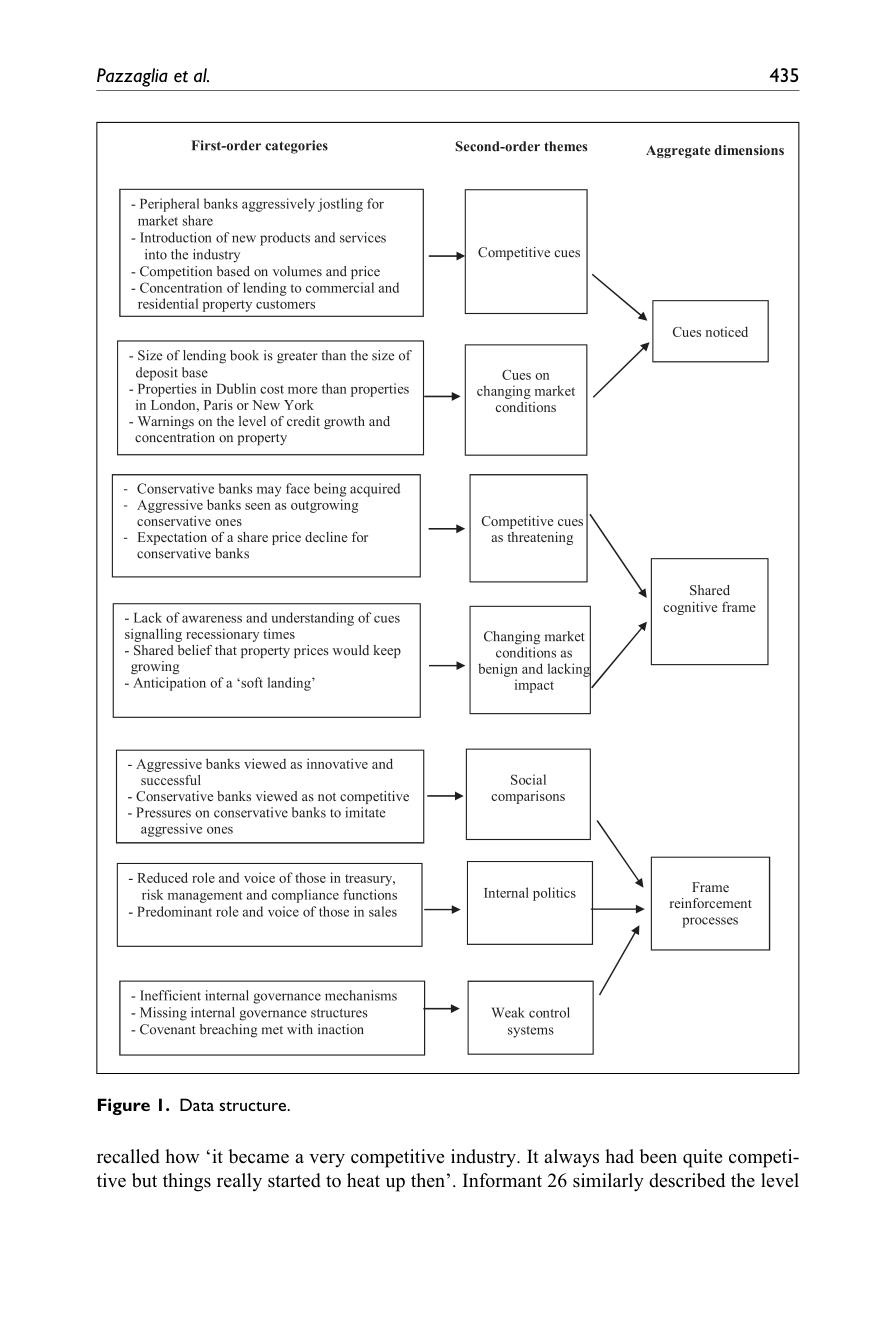 Pazzaglia et al.
435
First-order categories
Second-order themes
Aggregate dimensions
- Peripheral banks aggressively jostling for
market share
- Introduction of new products and services
into the industry
- Competition based on volumes and price
- Concentration of lending to commercial and
residential property customers
Competitive cues
Cues noticed
- Size of lending book is greater than the size of
deposit base
- Properties in Dublin cost more than properties
in London, Paris or New York
- Warnings on the level of credit growth and
concentration on property
Cues on
changing market
conditions
- Conservative banks may face being acquired
- Aggressive banks seen as outgrowing
conservative ones
- Expectation of a share price decline for
conservative banks
Competitive cues
as threatening
Shared
cognitive frame
- Lack of awareness and understanding of cues
signalling recessionary times
- Shared belief that property prices would keep
growing
- Anticipation of a ‘soft landing’
Changing market
conditions as
benign and lacking
impact
- Aggressive banks viewed as innovative and
successful
- Conservative banks viewed as not competitive
- Pressures on conservative banks to imitate
aggressive ones
Social
comparisons
- Reduced role and voice of those in treasury,
risk management and compliance functions
- Predominant role and voice of those in sales
Internal politics
Frame
reinforcement
processes
- Inefficient internal governance mechanisms
- Missing internal governance structures
- Covenant breaching met with inaction
Weak control
systems
Figure 1. Data structure.
recalled how ‘it became a very competitive industry. It always had been quite competi-
tive but things really started to heat up then’. Informant 26 similarly described the level